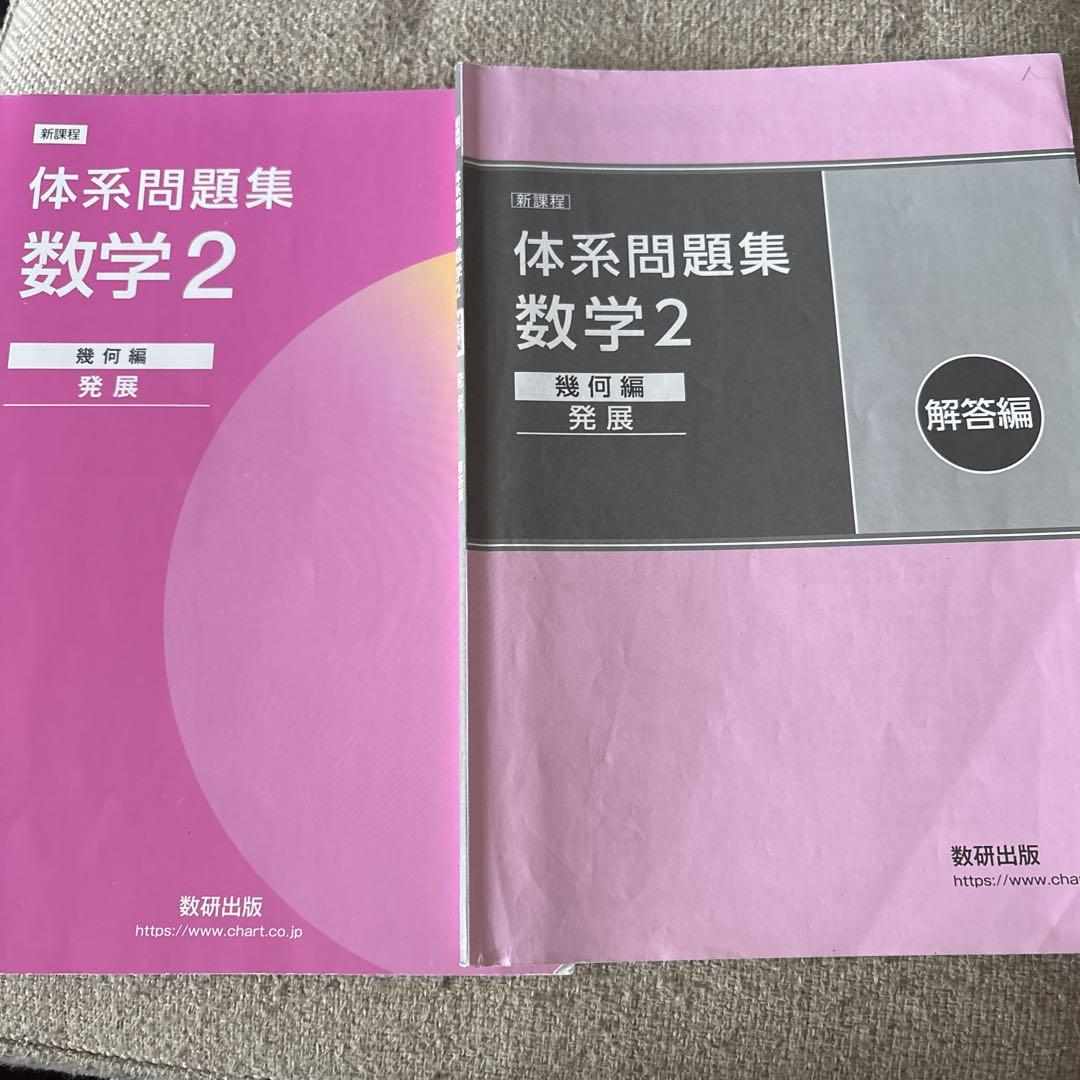 新課程
体系問題集
数学2
幾何編
発展
数研出版
https://www.chart.co.jp
新課程
体系問題集
数学2
幾何編
発展
解答編
数研出版
https://www.cha